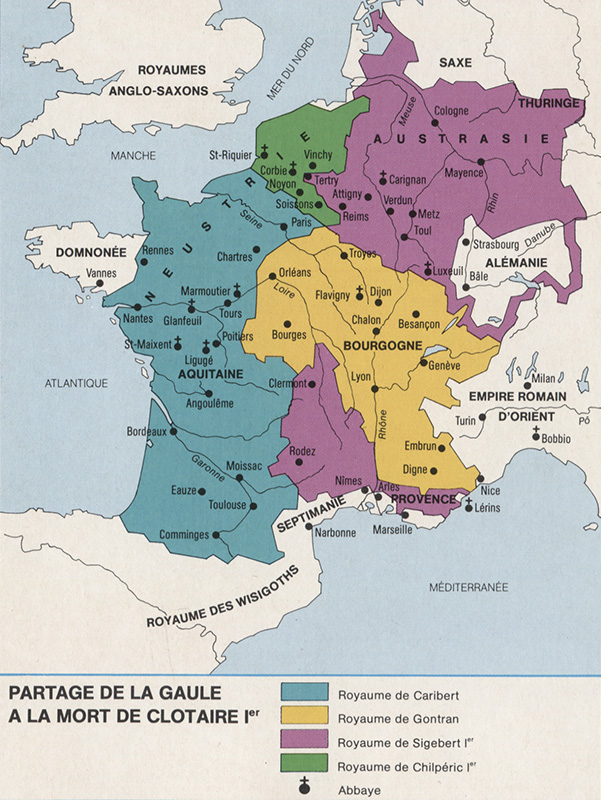 ROYAUMES
ANGLO-SAXONS
MER DU NORD
SAXE
THURINGE
MANCHE
Meuse
Cologne
AUSTRASIE
St-Riquier
Vinchy
Corbie
Tertry
Noyon
Carignan
Mayence
Attigny
Verdun
Rhin
Soissons
Reims
Metz
NEUSTRIE
Seine
Paris
Toul
Strasbourg
Danube
DOMNONÉE
Rennes
Chartres
Troyes
ALÉMANIE
Vannes
Orléans
Luxeuil
Bâle
Marmoutier
Loire
Flavigny
Dijon
Nantes
Glanfeuil
Tours
Chalon
Besançon
St-Maixent
Poitiers
Bourges
BOURGOGNE
Ligugé
Genève
AQUITAINE
Clermont
Lyon
Milan
ATLANTIQUE
EMPIRE ROMAIN
D'ORIENT
Angoulême
Turin
Pô
Bordeaux
Rhône
Bobbio
Garonne
Rodez
Embrun
Moissac
Digne
Eauze
Nîmes
Arles
Nice
Toulouse
SEPTIMANIE
PROVENCE
Lérins
Comminges
Narbonne
Marseille
ROYAUME DES WISIGOTHS
MÉDITERRANÉE
PARTAGE DE LA GAULE
A LA MORT DE CLOTAIRE Ier
Royaume de Caribert
Royaume de Gontran
Royaume de Sigebert Ier
Royaume de Chilpéric Ier
Abbaye